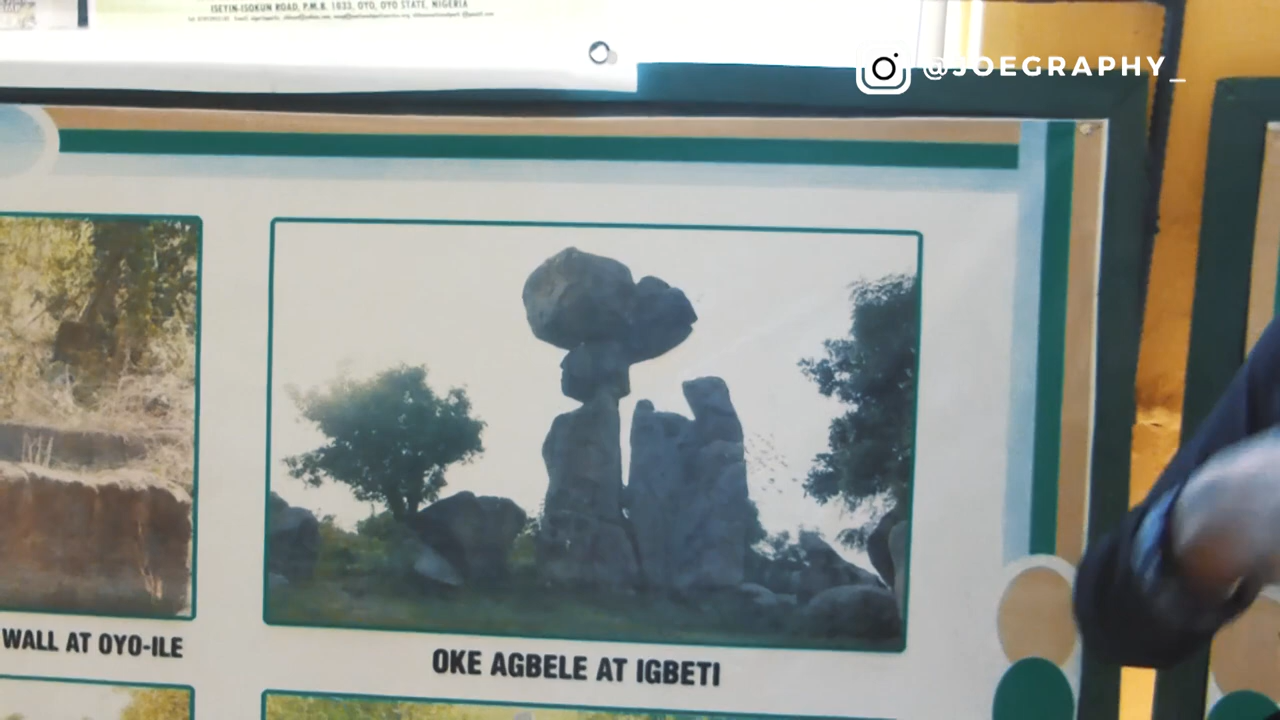 ISEYIN-ISOKUN ROAD, P.M.B. 1033, OYO, OYO STATE, NIGERIA
@JOEGRAPHY_
WALL AT OYO-ILE
OKE AGBELE AT IGBETI